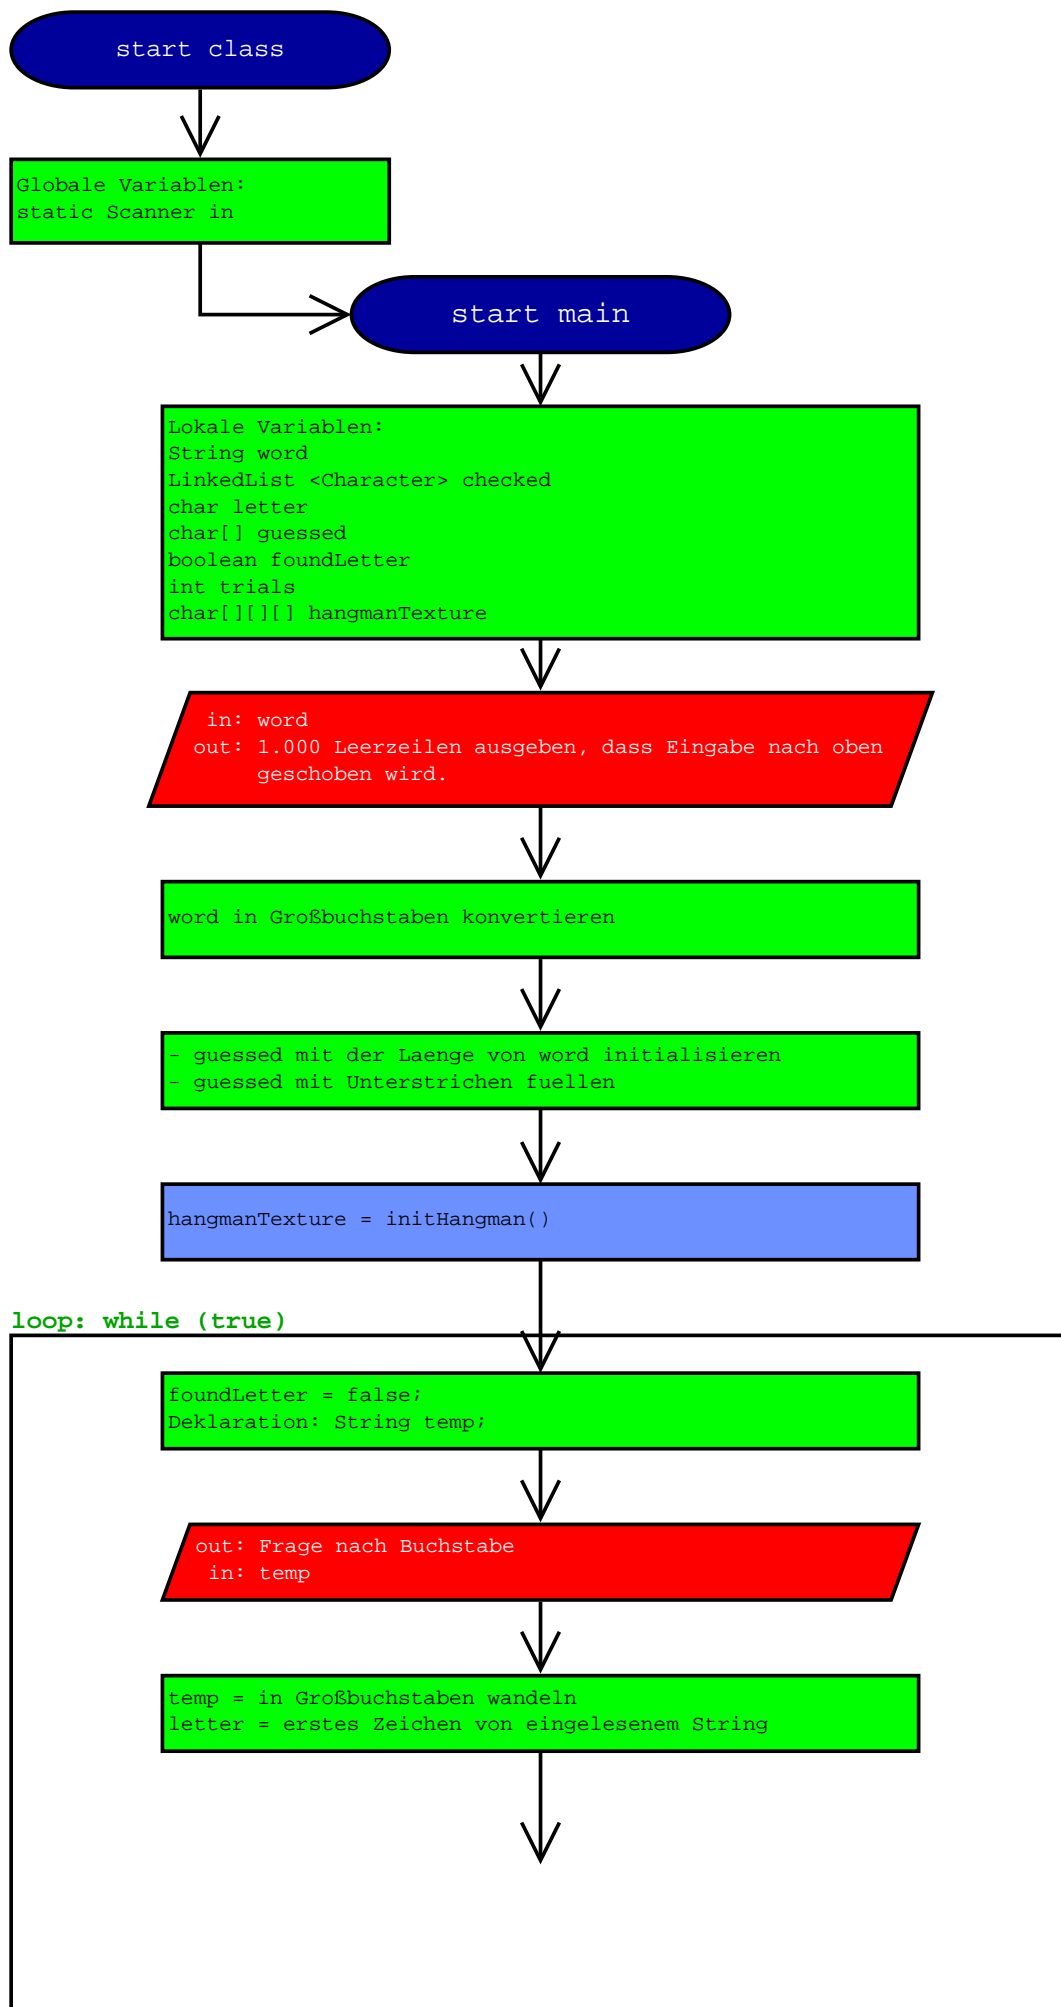 start class
Globale Variablen:
static Scanner in
start main
Lokale Variablen:
String word
LinkedList <Character> checked
char letter
char[] guessed
boolean foundLetter
int trials
char[][][] hangmanTexture
in: word
out: 1.000 Leerzeilen ausgeben, dass Eingabe nach oben
geschoben wird.
word in Großbuchstaben konvertieren
- guessed mit der Laenge von word initialisieren
- guessed mit Unterstrichen fuellen
hangmanTexture = initHangman()
loop: while (true)
foundLetter = false;
Deklaration: String temp;
out: Frage nach Buchstabe
in: temp
temp = in Großbuchstaben wandeln
letter = erstes Zeichen von eingelesenem String